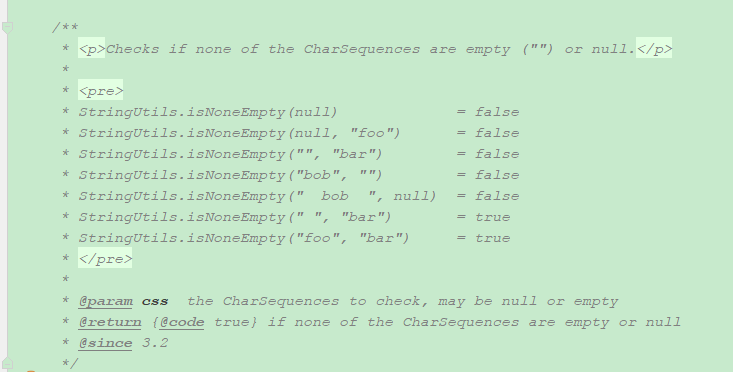 /**
 * <p>Checks if none of the CharSequences are empty ("") or null.</p>
 *
 * <pre>
 * StringUtils.isNoneEmpty(null)             = false
 * StringUtils.isNoneEmpty(null, "foo")      = false
 * StringUtils.isNoneEmpty("", "bar")        = false
 * StringUtils.isNoneEmpty("bob", "")        = false
 * StringUtils.isNoneEmpty("  bob  ", null)  = false
 * StringUtils.isNoneEmpty(" ", "bar")       = true
 * StringUtils.isNoneEmpty("foo", "bar")     = true
 * </pre>
 *
 * @param css  the CharSequences to check, may be null or empty
 * @return {@code true} if none of the CharSequences are empty or null
 * @since 3.2
 */